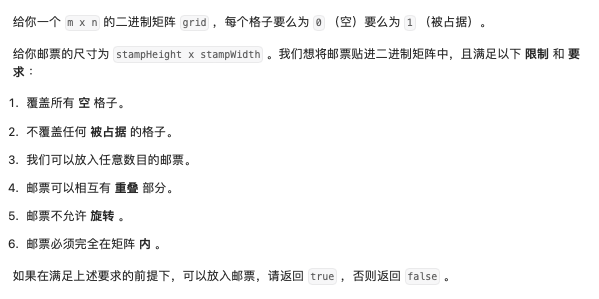 给你一个 m x n 的二进制矩阵 grid ，每个格子要么为 0 （空）要么为 1 （被占据）。
给你邮票的尺寸为 stampHeight x stampWidth 。我们想将邮票贴进二进制矩阵中，且满足以下 限制 和 要
求 ：
1. 覆盖所有 空 格子。
2. 不覆盖任何 被占据 的格子。
3. 我们可以放入任意数目的邮票。
4. 邮票可以相互有 重叠 部分。
5. 邮票不允许 旋转 。
6. 邮票必须完全在矩阵 内 。
如果在满足上述要求的前提下，可以放入邮票，请返回 true ，否则返回 false 。